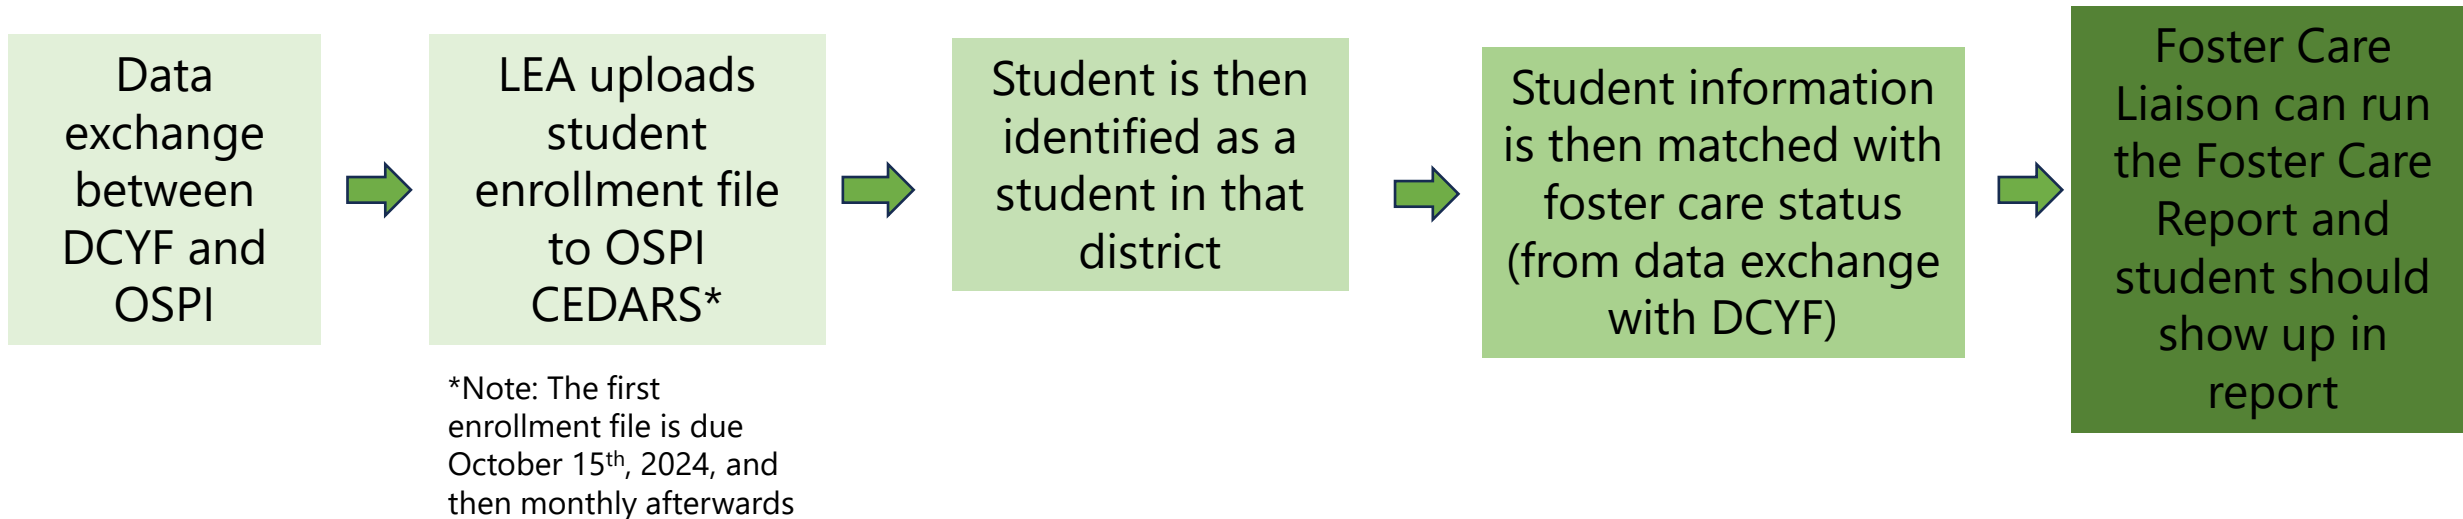 Data
exchange
between
DCYF and
OSPI
LEA uploads
student
enrollment file
to OSPI
CEDARS*
*Note: The first
enrollment file is due
October 15th, 2024, and
then monthly afterwards
Student is then
identified as a
student in that
district
Student information
is then matched with
foster care status
(from data exchange
with DCYF)
Foster Care
Liaison can run
the Foster Care
Report and
student should
show up in
report